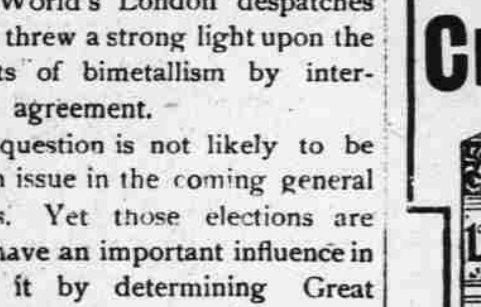 World's London despatches
threw a strong light upon the
of bimetallism by inter-
agreement.
question is not likely to be
issue in the coming general
Yet those elections are
have an important influence in
it by determining Great
C